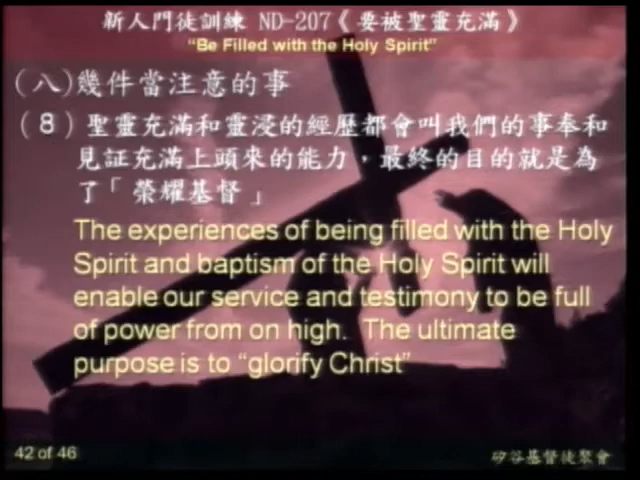 新人門徒訓練 ND-207《要被聖靈充滿》
“Be Filled with the Holy Spirit”
(八)幾件當注意的事
(8) 聖靈充滿和靈浸的經歷都會叫我們的事奉和
見証充滿上頭來的能力，最終的目的就是為
了「榮耀基督」
The experiences of being filled with the Holy
Spirit and baptism of the Holy Spirit will
enable our service and testimony to be full
of power from on high.  The ultimate
purpose is to “glorify Christ”
42 of 46
矽谷基督徒聚會